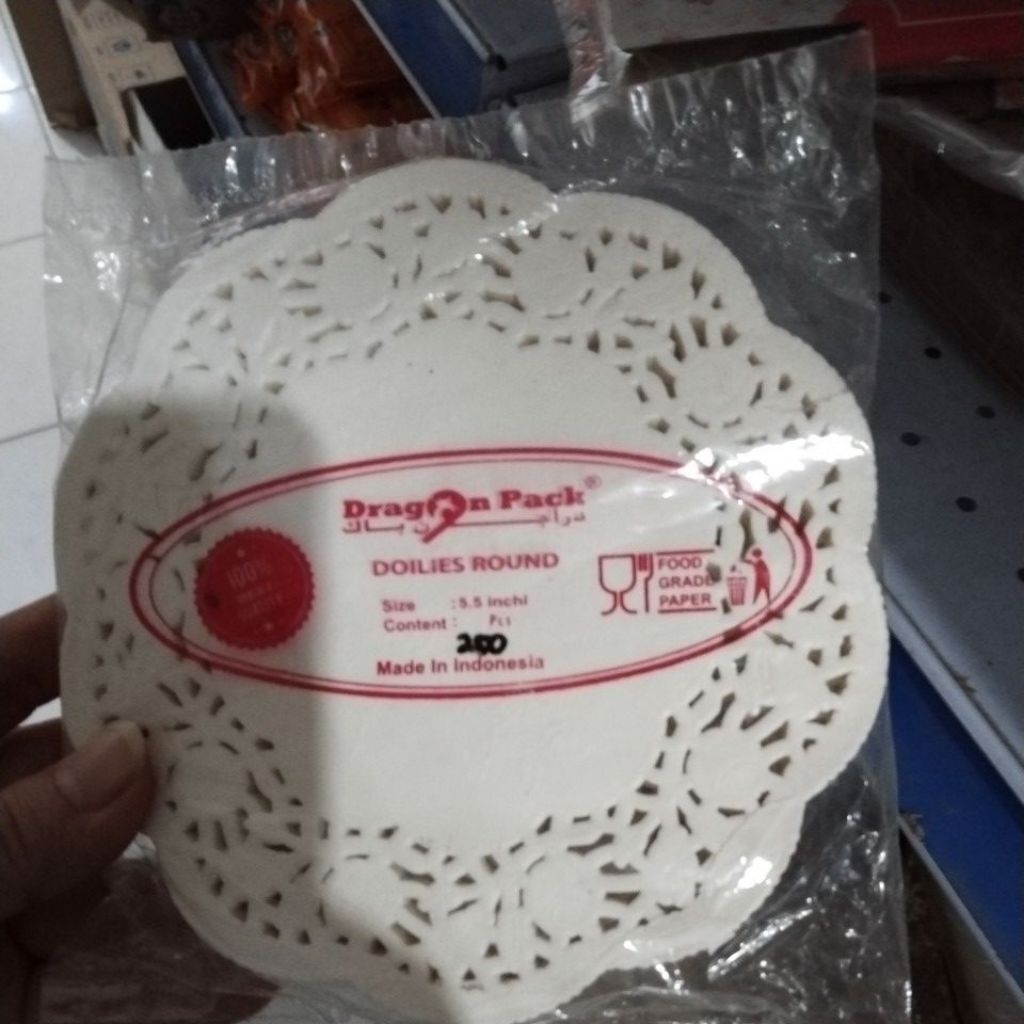 Dragon Pack®
دراجون باك
DOILIES ROUND
Size : 5.5 inchi
Content : Pcs
250
Made In Indonesia
100%
FOOD
GRADE
PAPER